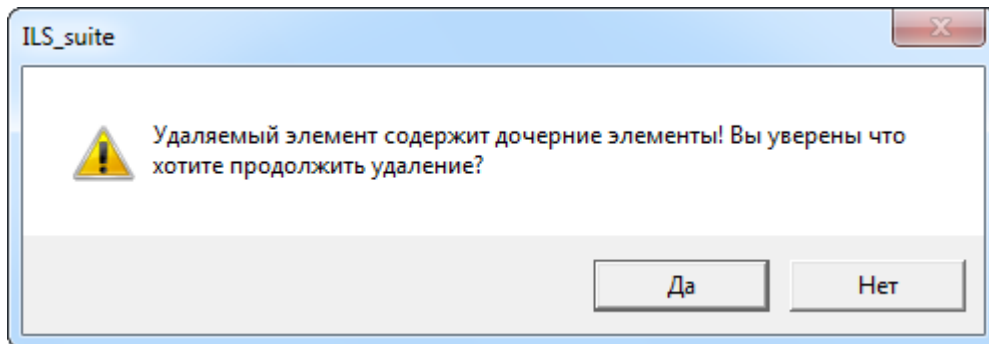 ILS_suite
Удаляемый элемент содержит дочерние элементы! Вы уверены что
хотите продолжить удаление?
Да
Нет